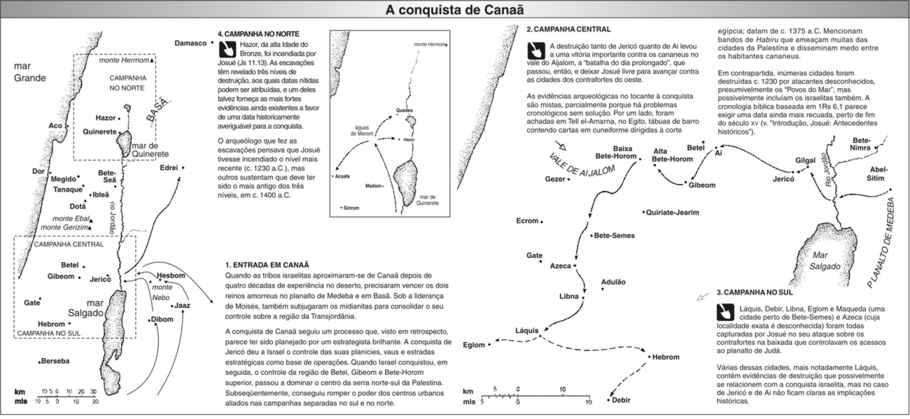 A conquista de Canaã
Damasco
mar
Grande
monte Hermom
CAMPANHA
NO NORTE
BASÃ
Hazor
Aco
Quinerete
mar de
Quinerete
Dor
Megido
Tanaque
Bete-
Seã
Edrei
Ibleã
Dotã
monte Ebal
monte Gerizim
rio Jordão
CAMPANHA CENTRAL
Betel
Gibeom
Jericó
Hesbom
monte
Nebo
Gate
mar
Salgado
Jaaz
Hebrom
Dibom
CAMPANHA NO SUL
Berseba
km
mls
4. CAMPANHA NO NORTE
Hazor, da alta Idade do
Bronze, foi incendiada por
Josué (Js 11.13). As escavações
têm revelado três níveis de
destruição, aos quais datas nítidas
podem ser atribuídas, e um deles
talvez forneça as mais fortes
evidências ainda existentes a favor
de uma data historicamente
averiguável para a conquista.
O arqueólogo que fez as
escavações pensava que Josué
tivesse incendiado o nível mais
recente (c. 1230 a.C.), mas
outros sustentam que deve ter
sido o mais antigo dos três
níveis, em c. 1400 a.C.
monte Hermom
Quedes
águas
de Merom
Hazor
Acsafe
Madom
mar de
Quinerete
Sinrom
1. ENTRADA EM CANAÃ
Quando as tribos israelitas aproximaram-se de Canaã depois de
quatro décadas de experiência no deserto, precisaram vencer os dois
reinos amorreus no planalto de Medeba e em Basã. Sob a liderança
de Moisés, também subjugaram os midianitas para consolidar o seu
controle sobre a região da Transjordânia.
A conquista de Canaã seguiu um processo que, visto em retrospecto,
parece ter sido planejado por um estrategista brilhante. A conquista de
Jericó deu a Israel o controle das suas planícies, vaus e estradas
estratégicas como base de operações. Quando Israel conquistou, em
seguida, o controle da região de Betel, Gibeom e Bete-Horom
superior, passou a dominar o centro da serra norte-sul da Palestina.
Subseqüentemente, conseguiu romper o poder dos centros urbanos
aliados nas campanhas separadas no sul e no norte.
2. CAMPANHA CENTRAL
A destruição tanto de Jericó quanto de Ai levou
a uma vitória importante contra os cananeus no
vale do Aijalom, a "batalha do dia prolongado", que
passou, então, e deixar Josué livre para avançar contra
as cidades dos contrafortes do oeste.
As evidências arqueológicas no tocante à conquista
são mistas, parcialmente porque há problemas
cronológicos sem solução. Por um lado, foram
achadas em Tell el-Amarna, no Egito, tábuas de barro
contendo cartas em cuneiforme dirigidas à corte
egípcia; datam de c. 1375 a.C. Mencionam
bandos de Habiru que ameaçam muitas das
cidades da Palestina e disseminam medo entre
os habitantes cananeus.
Em contrapartida, inúmeras cidades foram
destruídas c. 1230 por atacantes desconhecidos,
presumivelmente os "Povos do Mar", mas
possivelmente incluíam os israelitas também. A
cronologia bíblica baseada em 1Rs 6.1 parece
exigir uma data ainda mais recuada, perto de fim
do século XV (v. "Introdução, Josué: Antecedentes
históricos").
VALE DE AIJALOM
Baixa
Bete-Horom
Alta
Bete-Horom
Betel
Ai
Gezer
Gibeom
Gilgal
Jericó
Rio Jordão
Bete-
Nimra
Abel-
Sitim
Quiriate-Jearim
Ecrom
Bete-Semes
Gate
Azeca
Adulão
Libna
Mar
Salgado
PLANALTO DE MEDEBA
Láquis
Eglom
Hebrom
Debir
km 5 0 10
mls 5 0 10
3. CAMPANHA NO SUL
Láquis, Debir, Libna, Eglom e Maqueda (uma
cidade perto de Bete-Semes) e Azeca (cuja
localidade exata é desconhecida) foram todas
capturadas por Josué no seu ataque sobre os
contrafortes na baixada que controlavam os acessos
ao planalto de Judá.
Várias dessas cidades, mais notadamente Láquis,
contêm evidências de destruição que possivelmente
se relacionem com a conquista israelita, mas no caso
de Jericó e de Ai não ficam claras as implicações
históricas.